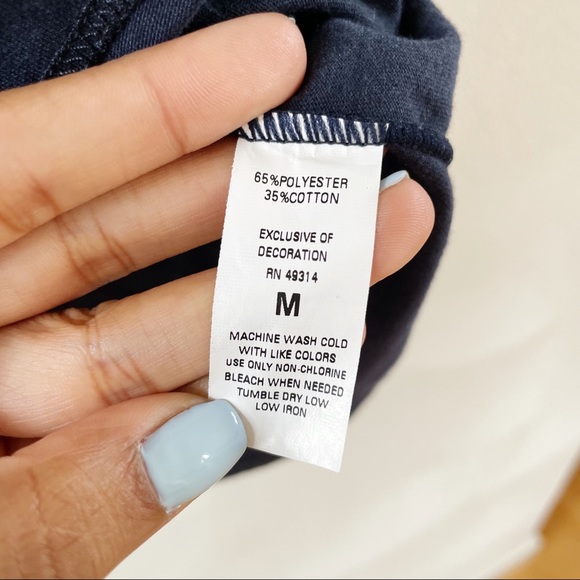 65%POLYESTER
35%COTTON
EXCLUSIVE OF
DECORATION
RN 49314
M
MACHINE WASH COLD
WITH LIKE COLORS
USE ONLY NON-CHLORINE
BLEACH WHEN NEEDED
TUMBLE DRY LOW
LOW IRON